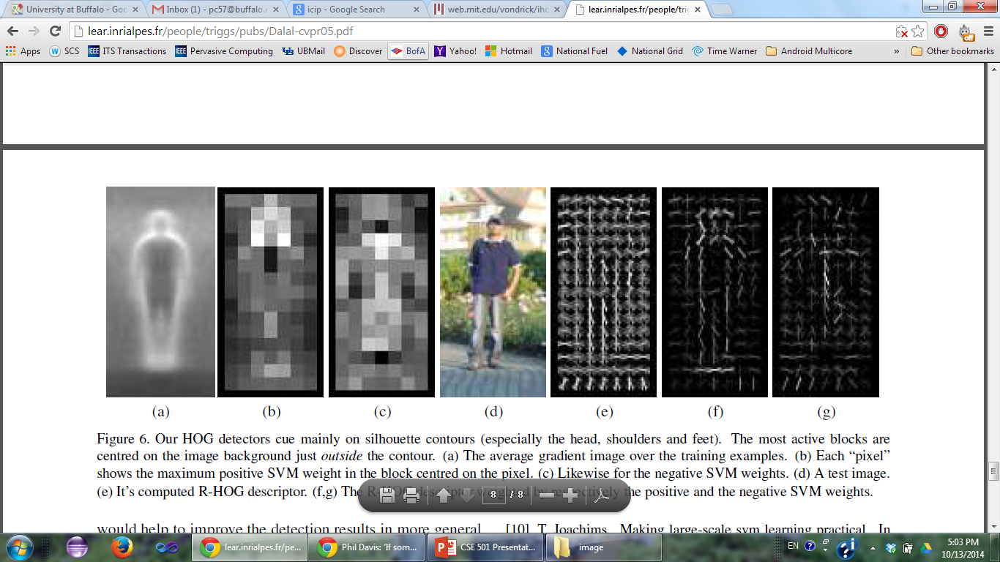 University at Buffalo - Goo
Inbox (1) - pc57@buffalo.e
icip - Google Search
web.mit.edu/vondrick/iho
lear.inrialpes.fr/people/trig
lear.inrialpes.fr/people/triggs/pubs/Dalal-cvpr05.pdf
off
Apps SCS ITS Transactions Pervasive Computing UBMail Discover BofA Yahoo! Hotmail National Fuel National Grid Time Warner Android Multicore » Other bookmarks
(a) (b) (c) (d) (e) (f) (g)
Figure 6. Our HOG detectors cue mainly on silhouette contours (especially the head, shoulders and feet). The most active blocks are
centred on the image background just outside the contour. (a) The average gradient image over the training examples. (b) Each “pixel”
shows the maximum positive SVM weight in the block centred on the pixel. (c) Likewise for the negative SVM weights. (d) A test image.
(e) It’s computed R-HOG descriptor. (f,g) The R-HOG descriptor weighted by respectively the positive and the negative SVM weights.
8 / 8
would help to improve the detection results in more general
[10] T. Joachims. Making large-scale svm learning practical. In
lear.inrialpes.fr/pe...
Phil Davis: 'If som...
CSE 501 Presentat...
image
EN
5:03 PM
10/13/2014